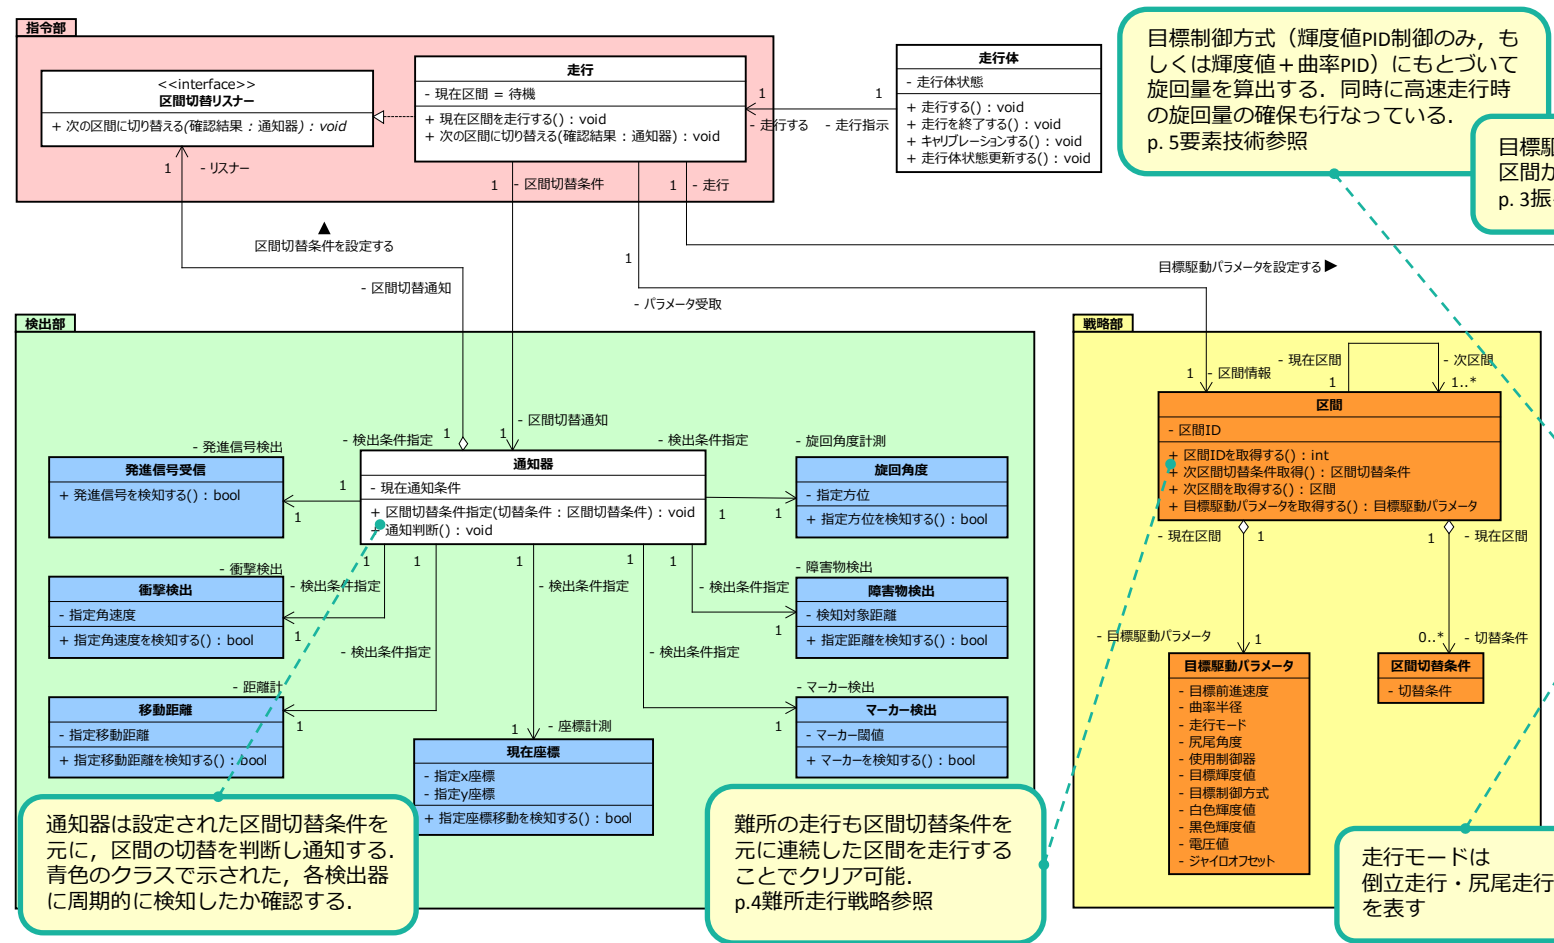 指令部
<<interface>>
区間切替リスナー
+ 次の区間に切り替える(確認結果 : 通知器) : void
走行
- 現在区間 = 待機
+ 現在区間を走行する() : void
+ 次の区間に切り替える(確認結果 : 通知器) : void
走行体
- 走行体状態
+ 走行する() : void
+ 走行を終了する() : void
+ キャリブレーションする() : void
+ 走行体状態更新する() : void
1
1
- 走行する
- 走行指示
目標制御方式（輝度値PID制御のみ，も
しくは輝度値＋曲率PID）にもとづいて
旋回量を算出する．同時に高速走行時
の旋回量の確保も行なっている．
p. 5要素技術参照
目標駆
区間が
p. 3振
1
- リスナー
1
- 区間切替条件
1
- 走行
▲
区間切替条件を設定する
- 区間切替通知
1
- パラメータ受取
目標駆動パラメータを設定する ▶
検出部
- 発進信号検出
発進信号受信
+ 発進信号を検知する() : bool
- 検出条件指定
1
1
- 区間切替通知
- 検出条件指定
- 旋回角度計測
通知器
- 現在通知条件
+ 区間切替条件指定(切替条件 : 区間切替条件) : void
+ 通知判断() : void
旋回角度
- 指定方位
+ 指定方位を検知する() : bool
1
1
1
1
- 衝撃検出
衝撃検出
- 指定角速度
+ 指定角速度を検知する() : bool
1
1
1
1
1
- 検出条件指定
- 検出条件指定
- 検出条件指定
- 障害物検出
障害物検出
- 検知対象距離
+ 指定距離を検知する() : bool
1
1
- 検出条件指定
- 検出条件指定
- 距離計
移動距離
- 指定移動距離
+ 指定移動距離を検知する() : bool
1
1
- 座標計測
現在座標
- 指定x座標
- 指定y座標
+ 指定座標移動を検知する() : bool
- マーカー検出
マーカー検出
- マーカー閾値
+ マーカーを検知する() : bool
1
通知器は設定された区間切替条件を
元に，区間の切替を判断し通知する．
青色のクラスで示された，各検出器
に周期的に検知したか確認する．
難所の走行も区間切替条件を
元に連続した区間を走行する
ことでクリア可能．
p.4難所走行戦略参照
戦略部
- 現在区間
1
- 次区間
1..*
1
- 区間情報
区間
- 区間ID
+ 区間IDを取得する() : int
+ 次区間切替条件取得() : 区間切替条件
+ 次区間を取得する() : 区間
+ 目標駆動パラメータを取得する() : 目標駆動パラメータ
- 現在区間
1
1
- 現在区間
- 目標駆動パラメータ
1
0..*
- 切替条件
目標駆動パラメータ
- 目標前進速度
- 曲率半径
- 走行モード
- 尻尾角度
- 使用制御器
- 目標輝度値
- 目標制御方式
- 白色輝度値
- 黒色輝度値
- 電圧値
- ジャイロオフセット
区間切替条件
- 切替条件
走行モードは
倒立走行・尻尾走行
を表す